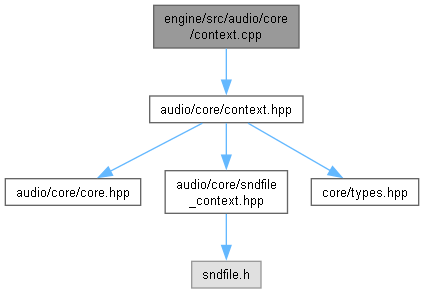 engine/src/audio/core
/context.cpp
audio/core/context.hpp
audio/core/core.hpp
audio/core/sndfile
_context.hpp
core/types.hpp
sndfile.h